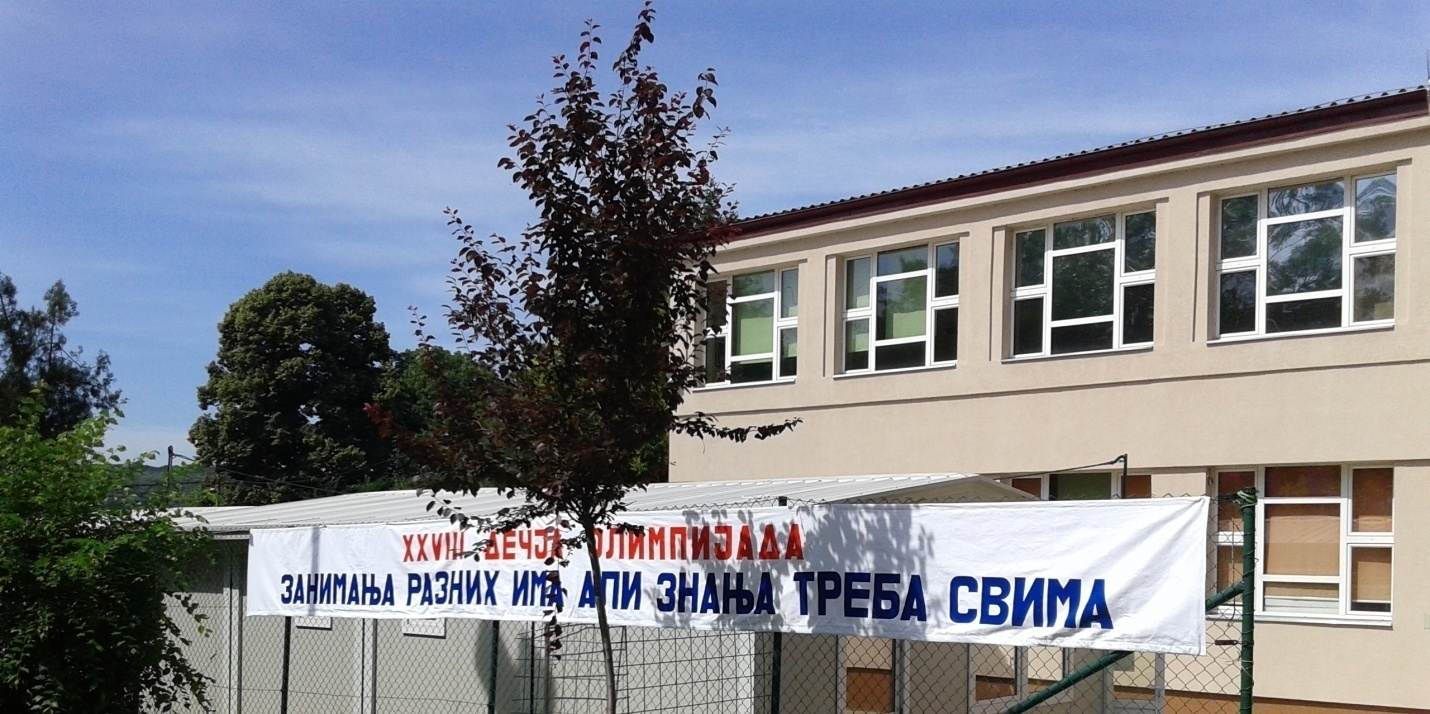 XXVIII ДЕЧЈА ОЛИМПИЈАДА
ЗАНИМАЊА РАЗНИХ ИМА АЛИ ЗНАЊА ТРЕБА СВИМА